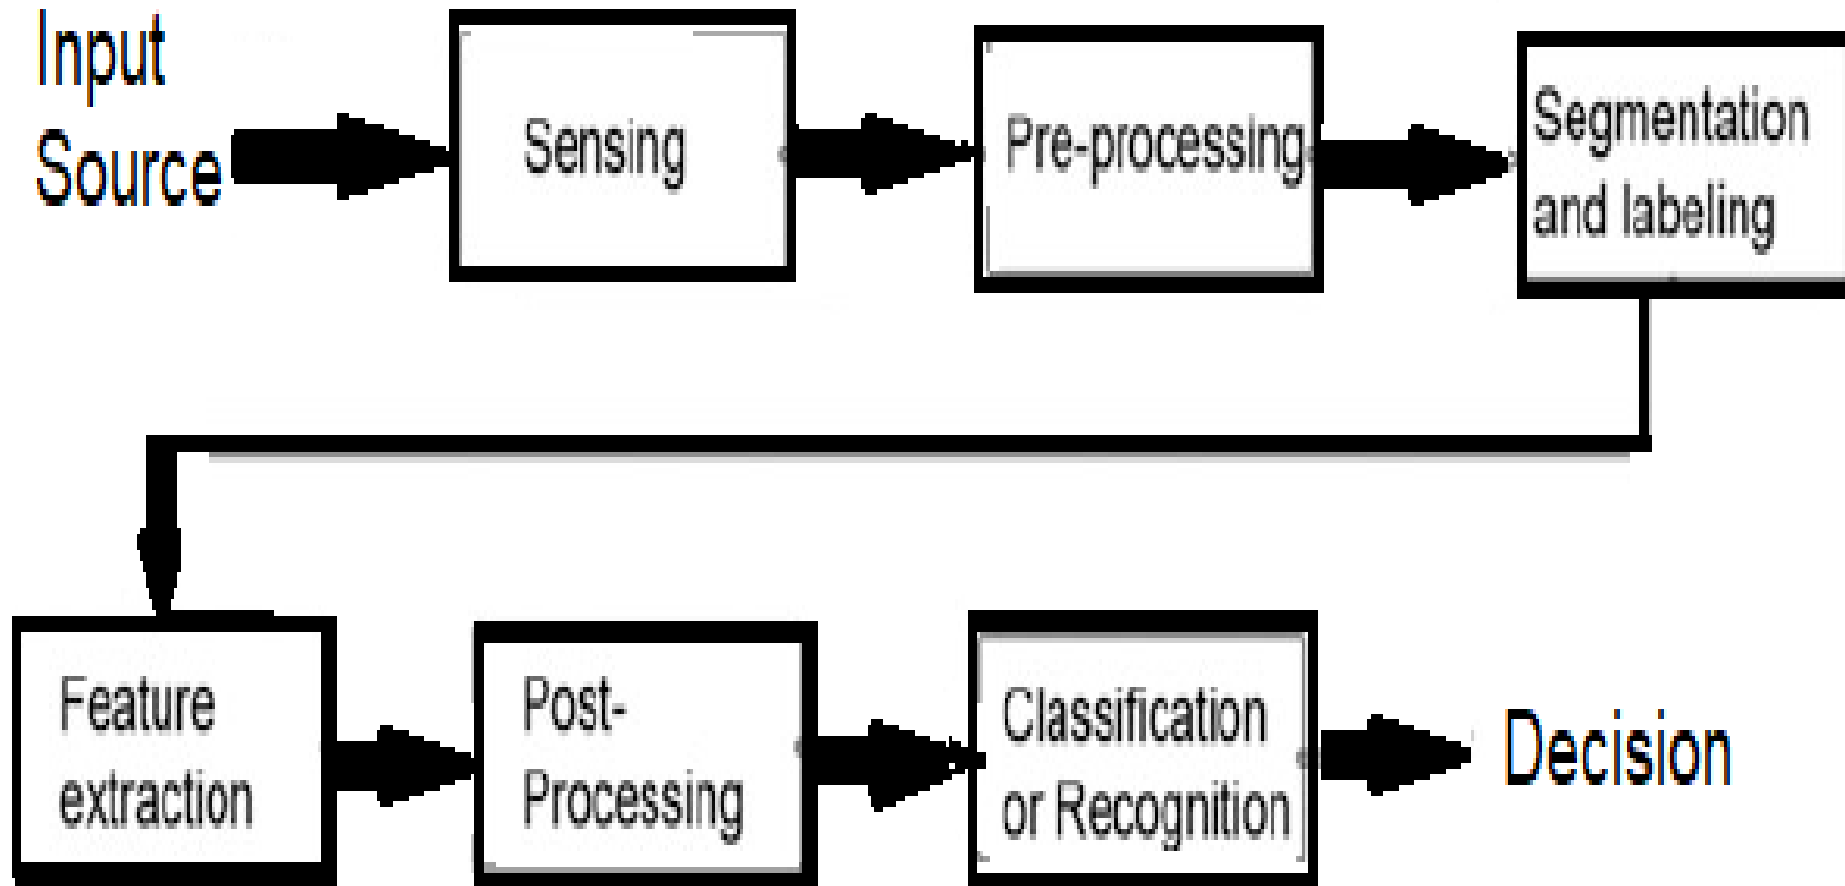 Input
Source
Sensing
Pre-processing
Segmentation
and labeling
Feature
extraction
Post-
Processing
Classification
or Recognition
Decision